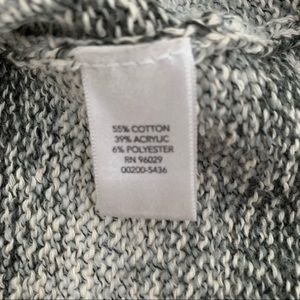 55% COTTON
39% ACRYLIC
6% POLYESTER
RN 96029
00200-5436